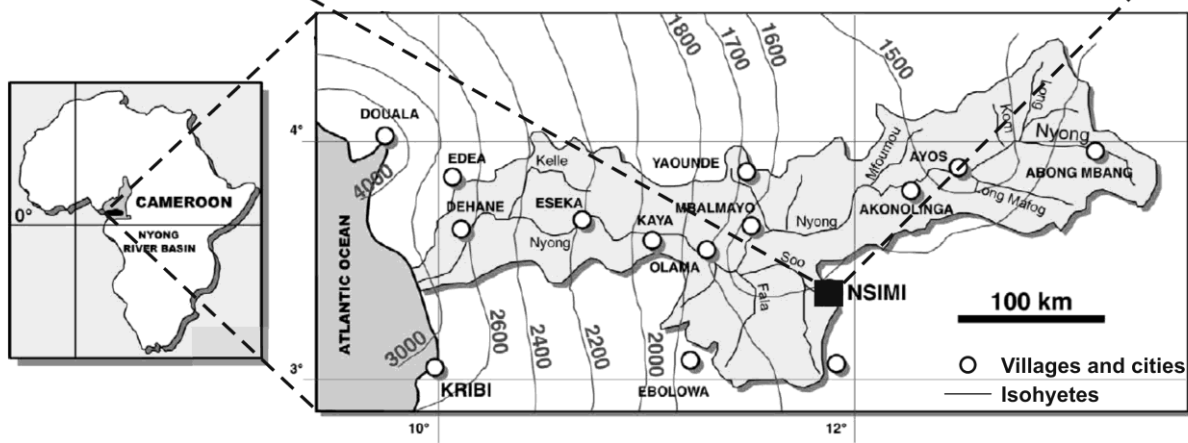 0°
CAMEROON
NYONG
RIVER BASIN
1800
1700
1600
1500
4°
3°
10°
12°
DOUALA
4000
EDEA
Kelle
YAOUNDE
Mfoumou
AYOS
Kom
Long
Nyong
ABONG MBANG
DEHANE
ESEKA
KAYA
MBALMAYO
Nyong
AKONOLINGA
Long Mafog
Nyong
OLAMA
Soo
NSIMI
Fala
ATLANTIC OCEAN
3000
2600
2400
2200
2000
KRIBI
EBOLOWA
100 km
Villages and cities
Isohyetes